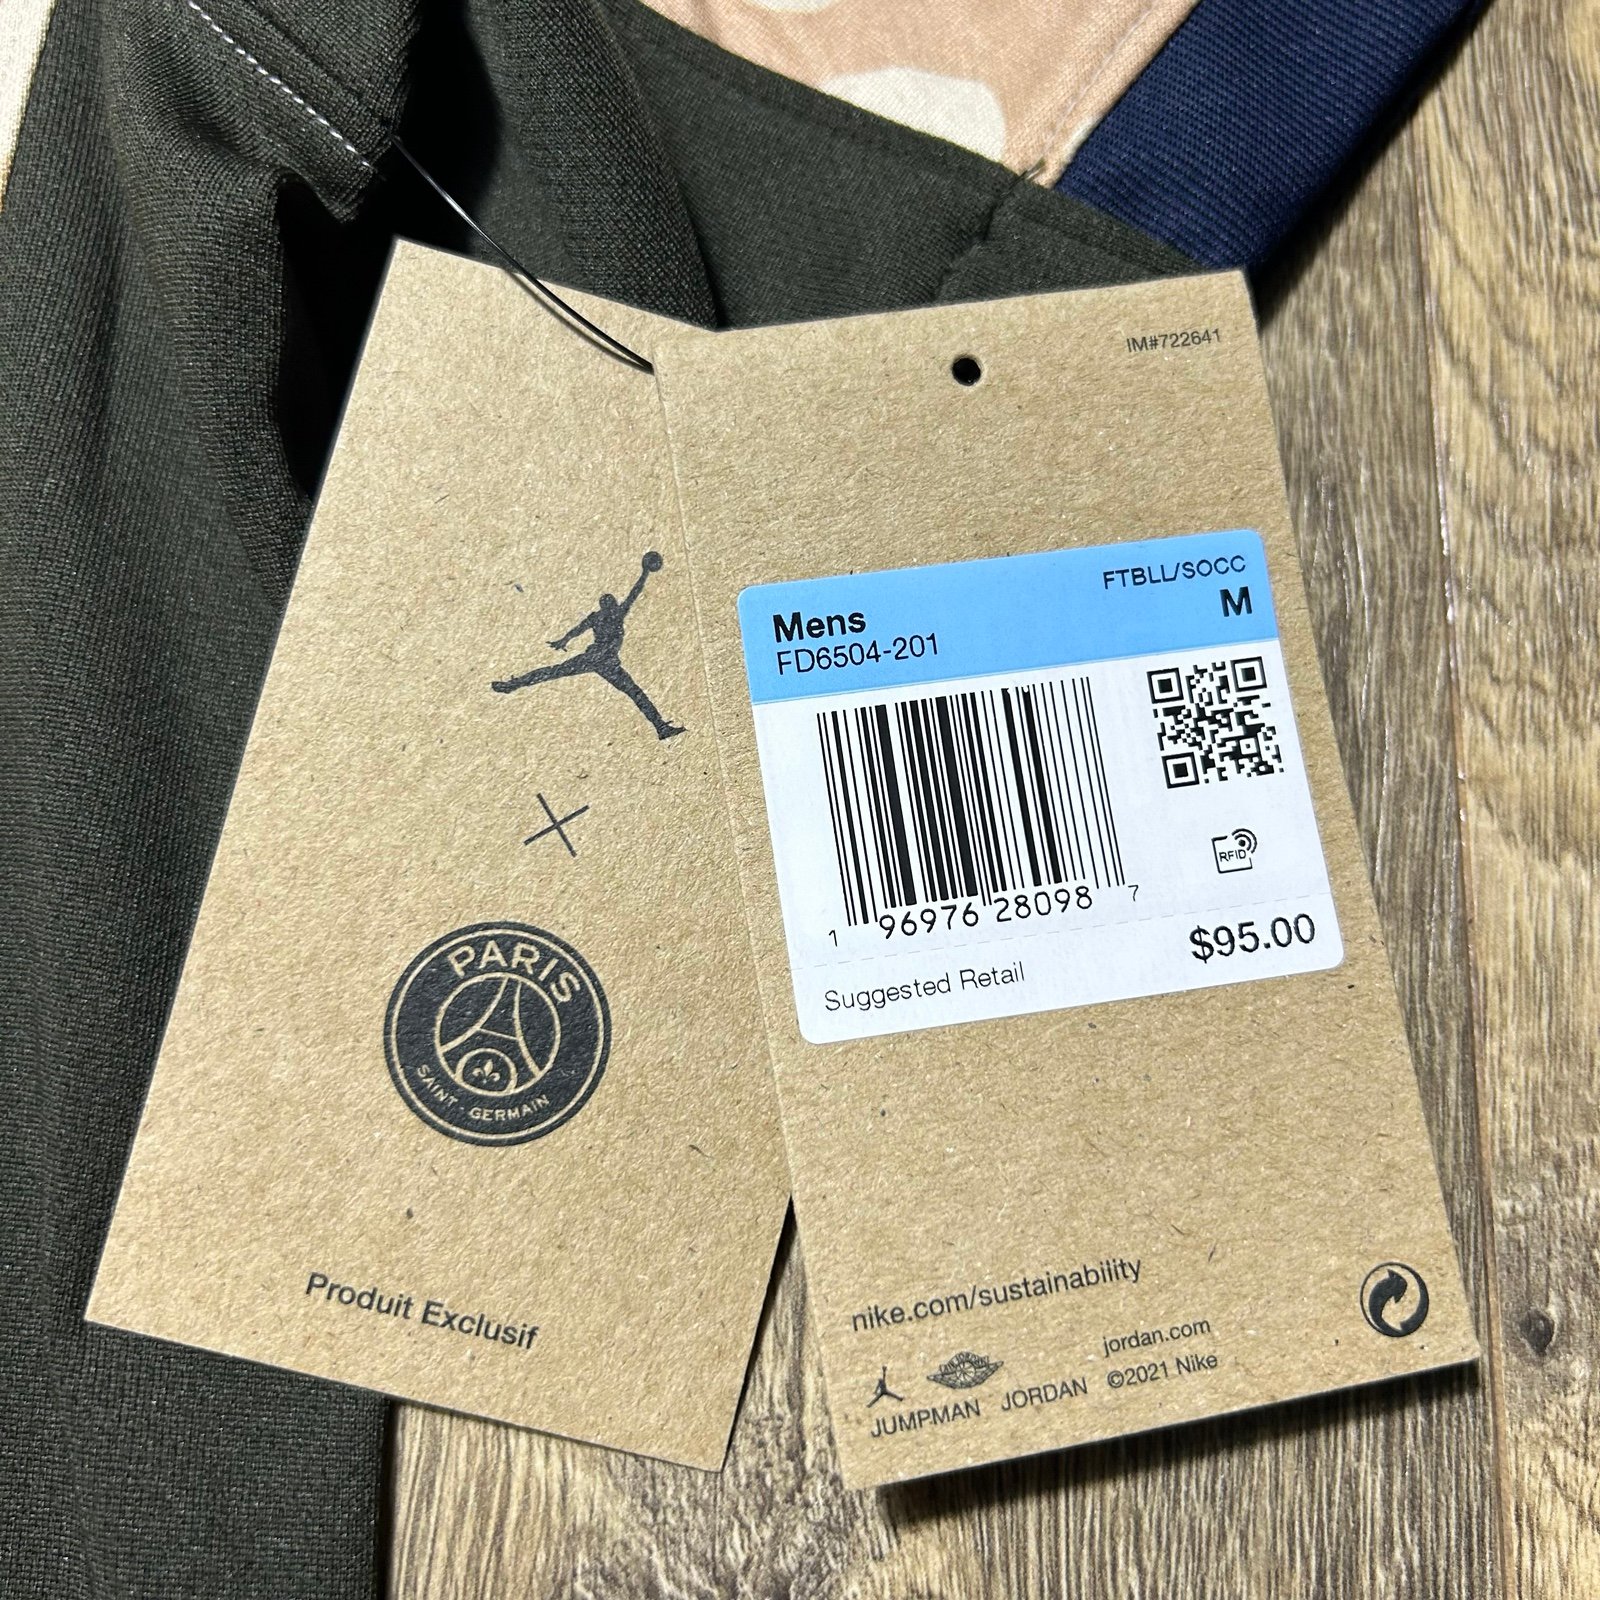 PARIS
SAINT-GERMAIN
Produit Exclusif
IM#722641
FTBLL/SOCC
Mens M
FD6504-201
RFID
1 96976 28098 7
$95.00
Suggested Retail
nike.com/sustainability
jordan.com
©2021 Nike
JUMPMAN JORDAN